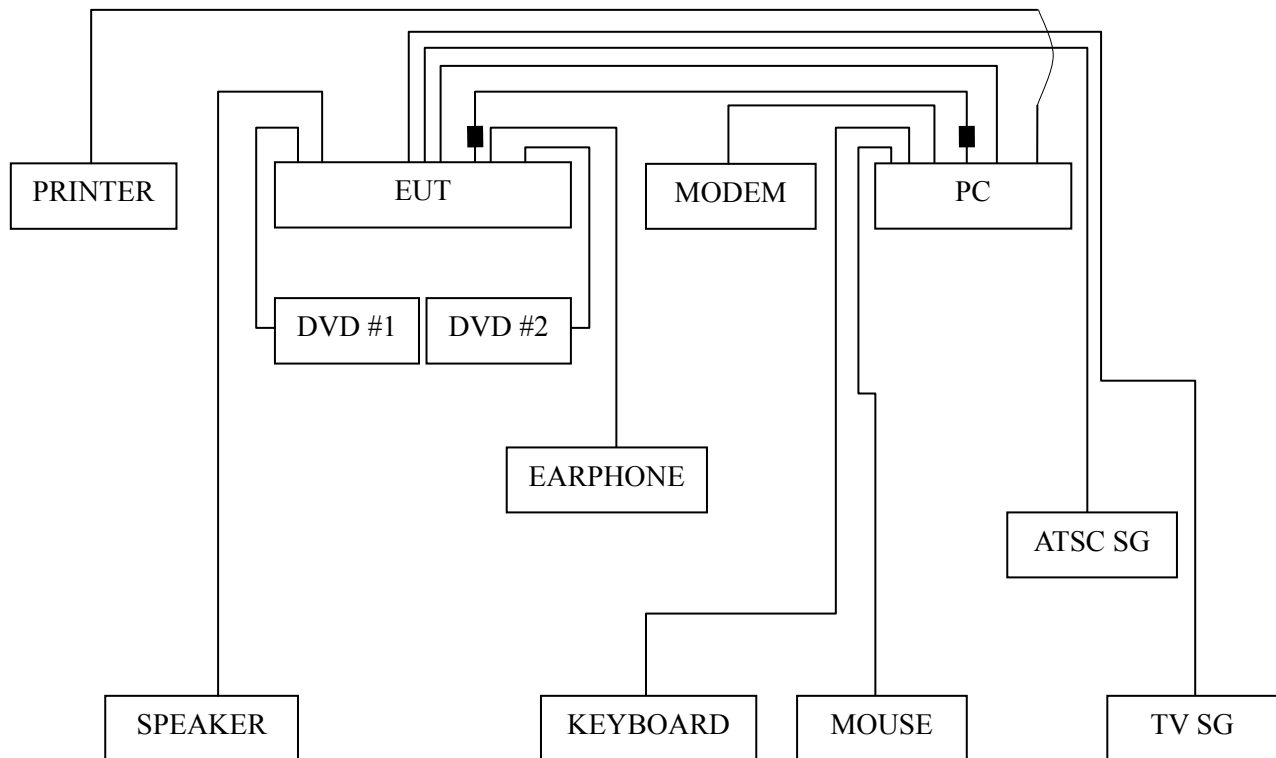 PRINTER
EUT
MODEM
PC
DVD #1
DVD #2
EARPHONE
ATSC SG
SPEAKER
KEYBOARD
MOUSE
TV SG